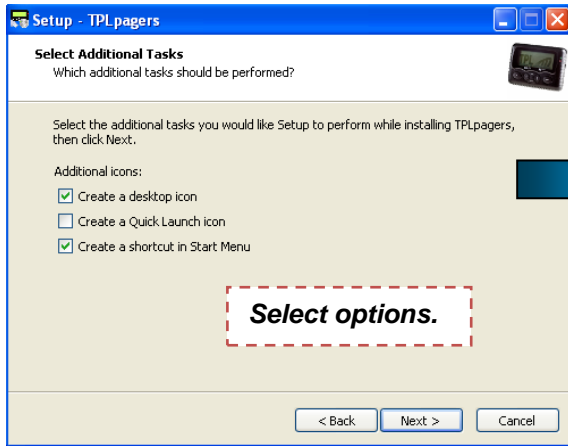 Setup - TPLpagers
Select Additional Tasks
Which additional tasks should be performed?
Select the additional tasks you would like Setup to perform while installing TPLpagers,
then click Next.
Additional icons:
Create a desktop icon
Create a Quick Launch icon
Create a shortcut in Start Menu
Select options.
< Back
Next >
Cancel